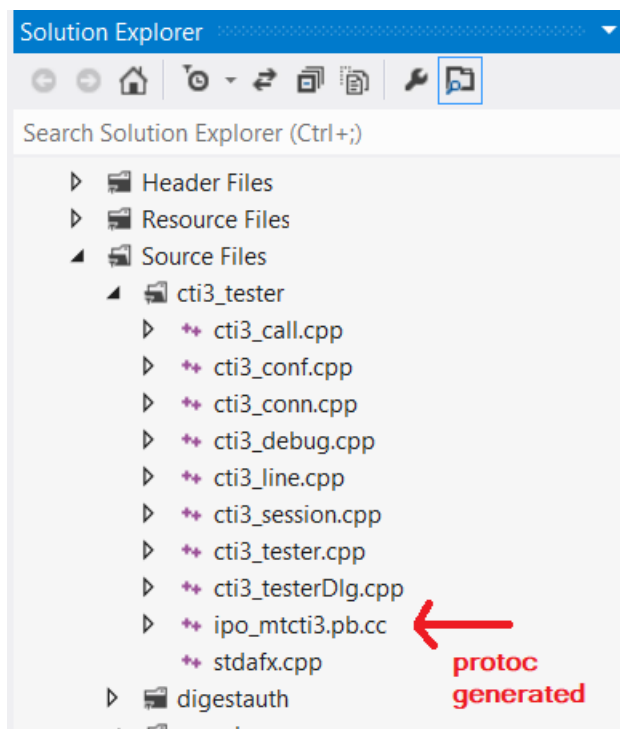 Solution Explorer
Search Solution Explorer (Ctrl+;)
Header Files
Resource Files
Source Files
cti3_tester
cti3_call.cpp
cti3_conf.cpp
cti3_conn.cpp
cti3_debug.cpp
cti3_line.cpp
cti3_session.cpp
cti3_tester.cpp
cti3_testerDlg.cpp
ipo_mtcti3.pb.cc
stdafx.cpp
protoc
generated
digestauth